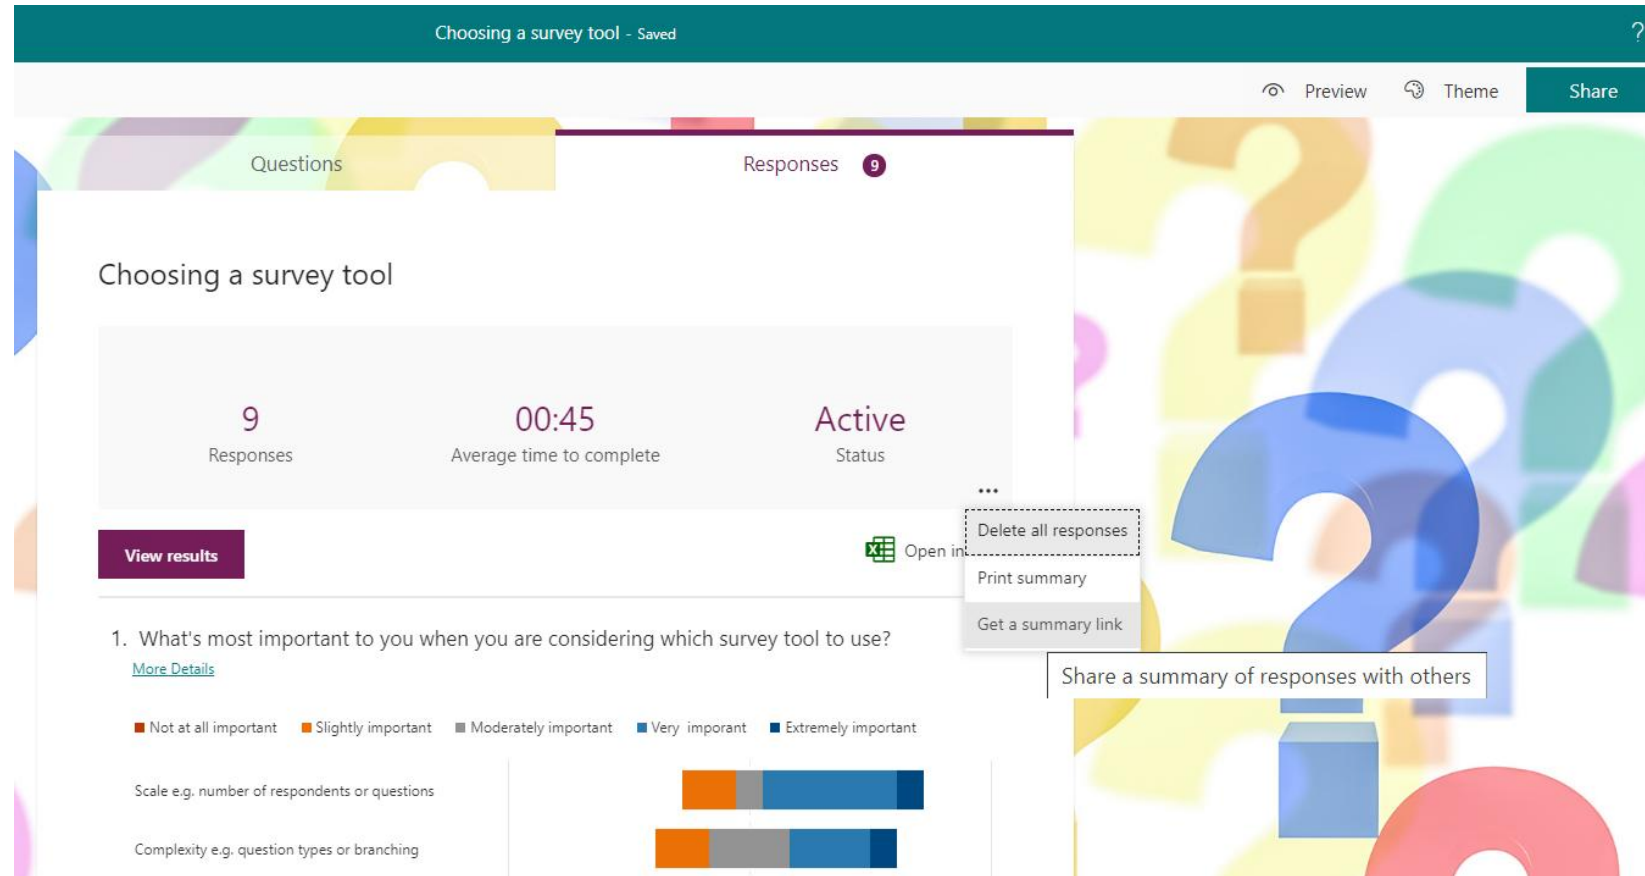 Choosing a survey tool - Saved
?
Preview
Theme
Share
Questions
Responses 9
Choosing a survey tool
9
Responses
00:45
Average time to complete
Active
Status
...
Delete all responses
Print summary
Get a summary link
Share a summary of responses with others
View results
Open in
1. What's most important to you when you are considering which survey tool to use?
More Details
Not at all important
Slightly important
Moderately important
Very imporant
Extremely important
Scale e.g. number of respondents or questions
Complexity e.g. question types or branching